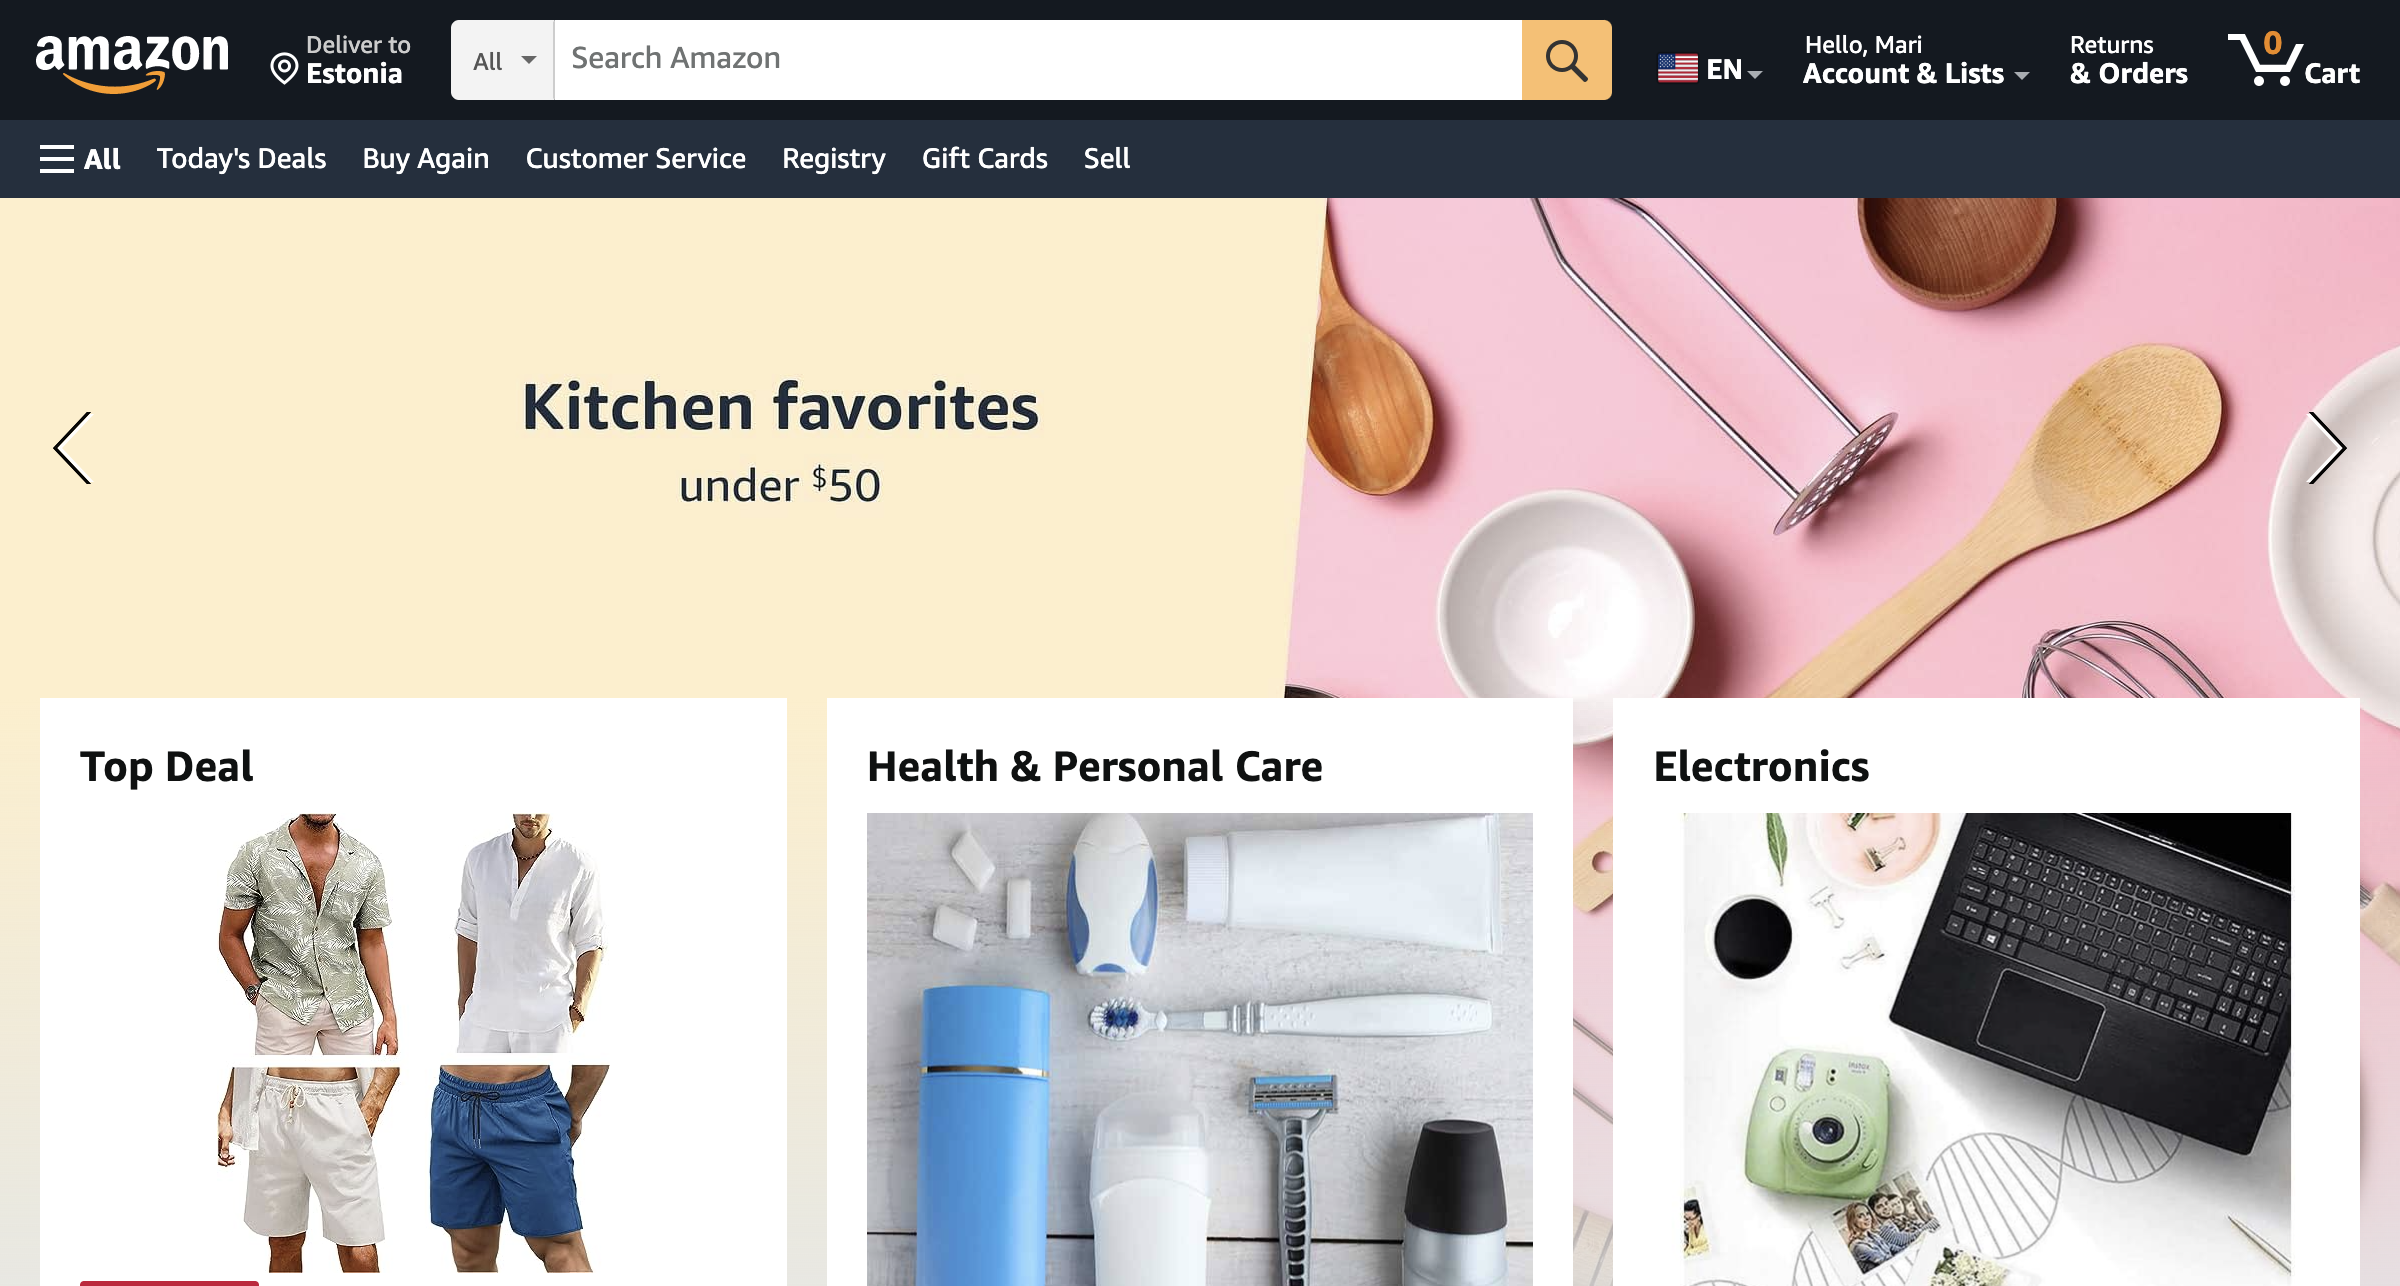 amazon
Deliver to
Estonia
All
Search Amazon
EN
Hello, Mari
Account & Lists
Returns
& Orders
0
Cart
All
Today's Deals
Buy Again
Customer Service
Registry
Gift Cards
Sell
Kitchen favorites
under $50
Top Deal
Health & Personal Care
Electronics
instax